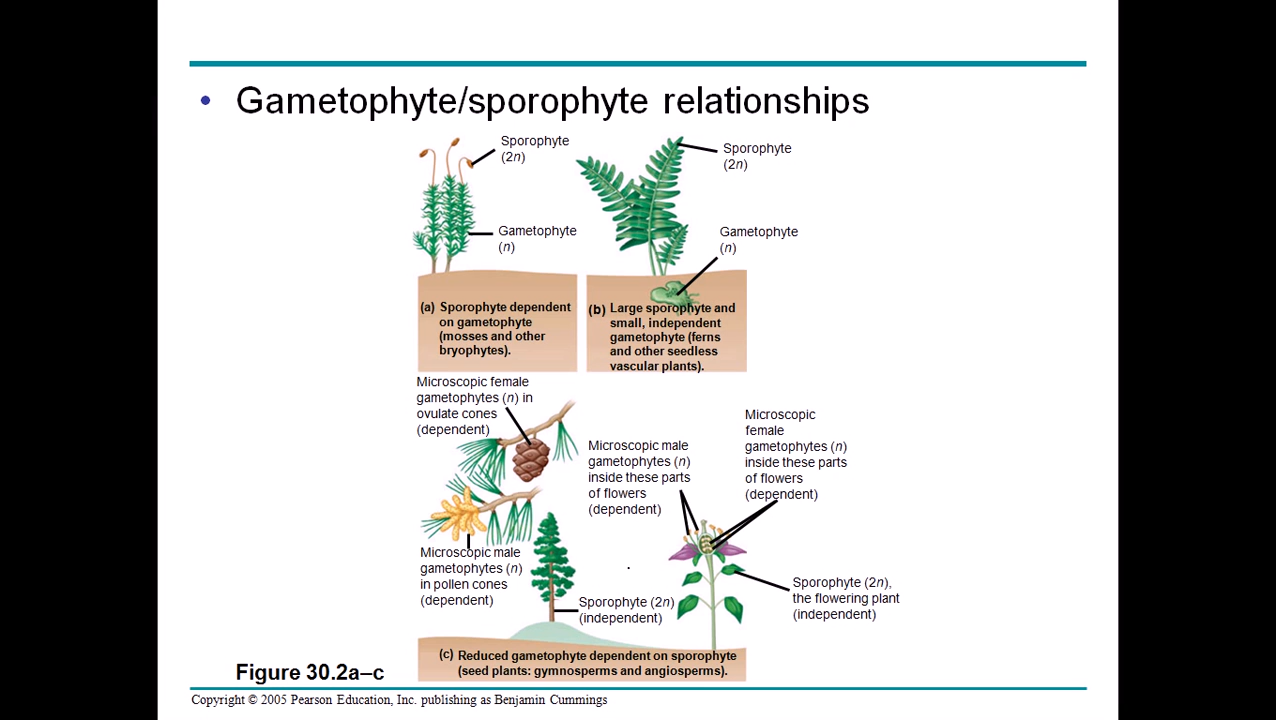 • Gametophyte/sporophyte relationships
Sporophyte
(2n)
Gametophyte
(n)
(a) Sporophyte dependent
on gametophyte
(mosses and other
bryophytes).
Sporophyte
(2n)
Gametophyte
(n)
(b) Large sporophyte and
small, independent
gametophyte (ferns
and other seedless
vascular plants).
Microscopic female
gametophytes (n) in
ovulate cones
(dependent)
Microscopic male
gametophytes (n)
in pollen cones
(dependent)
Sporophyte (2n)
(independent)
Microscopic male
gametophytes (n)
inside these parts
of flowers
(dependent)
Microscopic
female
gametophytes (n)
inside these parts
of flowers
(dependent)
Sporophyte (2n),
the flowering plant
(independent)
(c) Reduced gametophyte dependent on sporophyte
(seed plants: gymnosperms and angiosperms).
Figure 30.2a–c
Copyright © 2005 Pearson Education, Inc. publishing as Benjamin Cummings